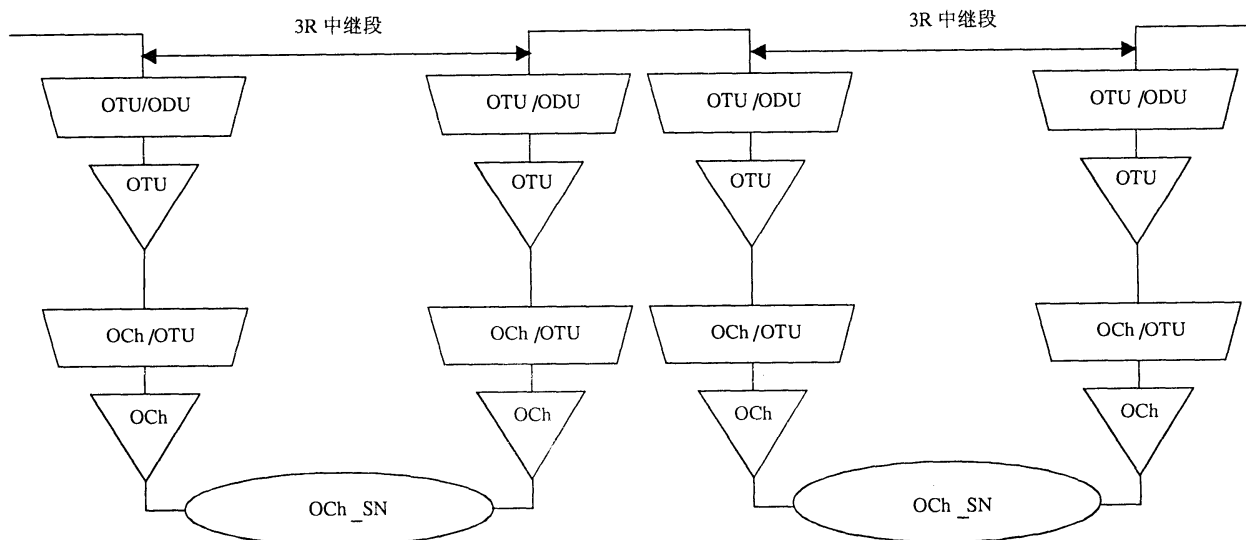 3R 中继段
3R 中继段
OTU/ODU
OTU /ODU
OTU /ODU
OTU /ODU
OTU
OTU
OTU
OTU
OCh /OTU
OCh /OTU
OCh /OTU
OCh /OTU
OCh
OCh
OCh
OCh
OCh _SN
OCh _SN